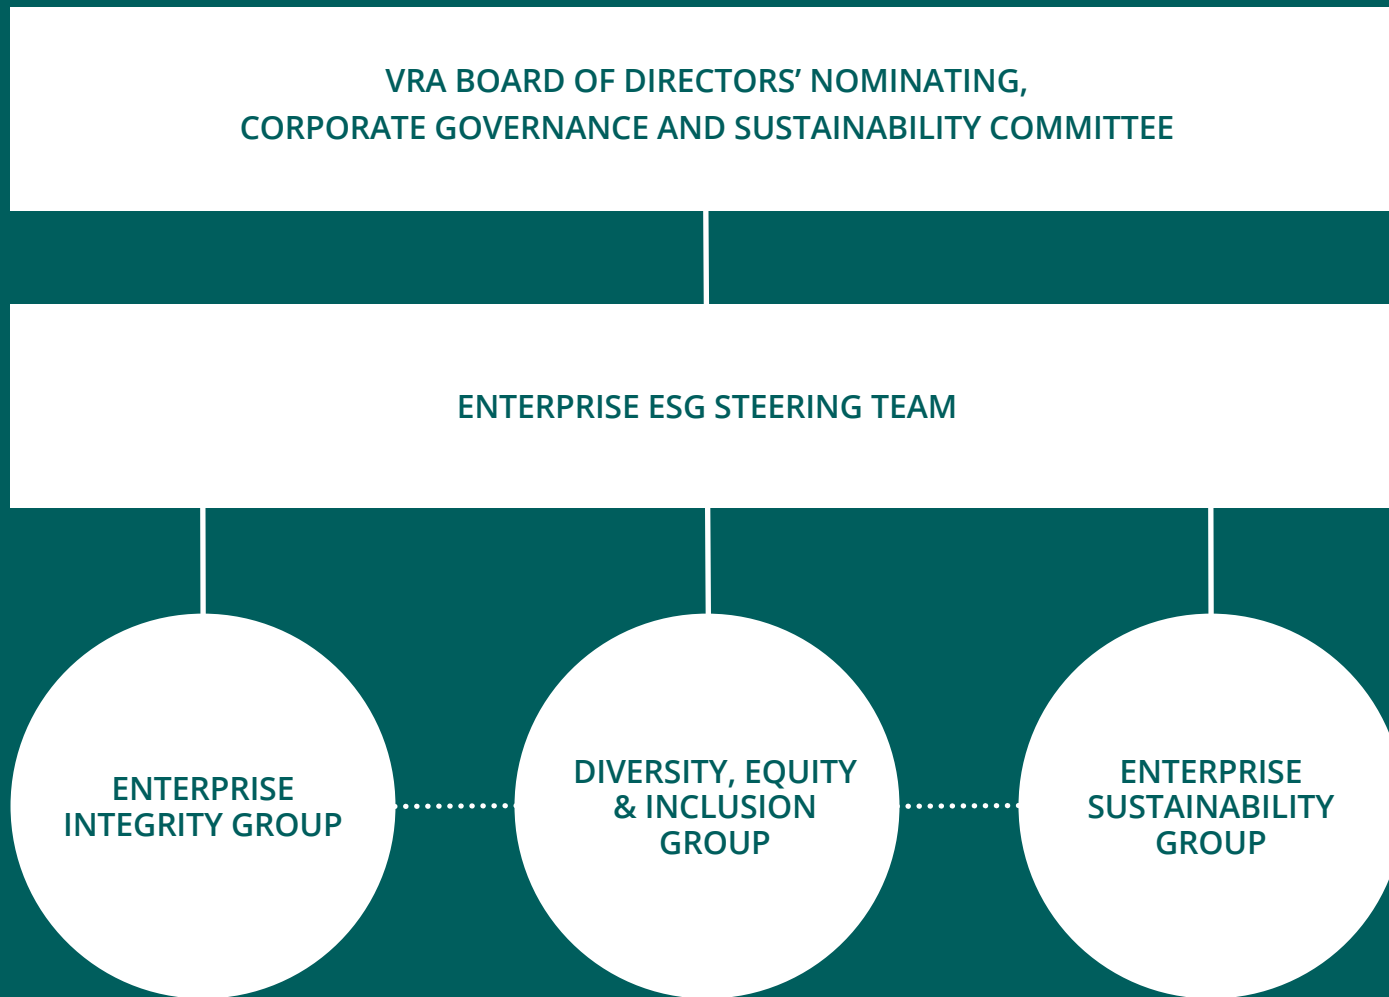 VRA BOARD OF DIRECTORS’ NOMINATING,
CORPORATE GOVERNANCE AND SUSTAINABILITY COMMITTEE
ENTERPRISE ESG STEERING TEAM
ENTERPRISE
INTEGRITY GROUP
DIVERSITY, EQUITY
& INCLUSION
GROUP
ENTERPRISE
SUSTAINABILITY
GROUP